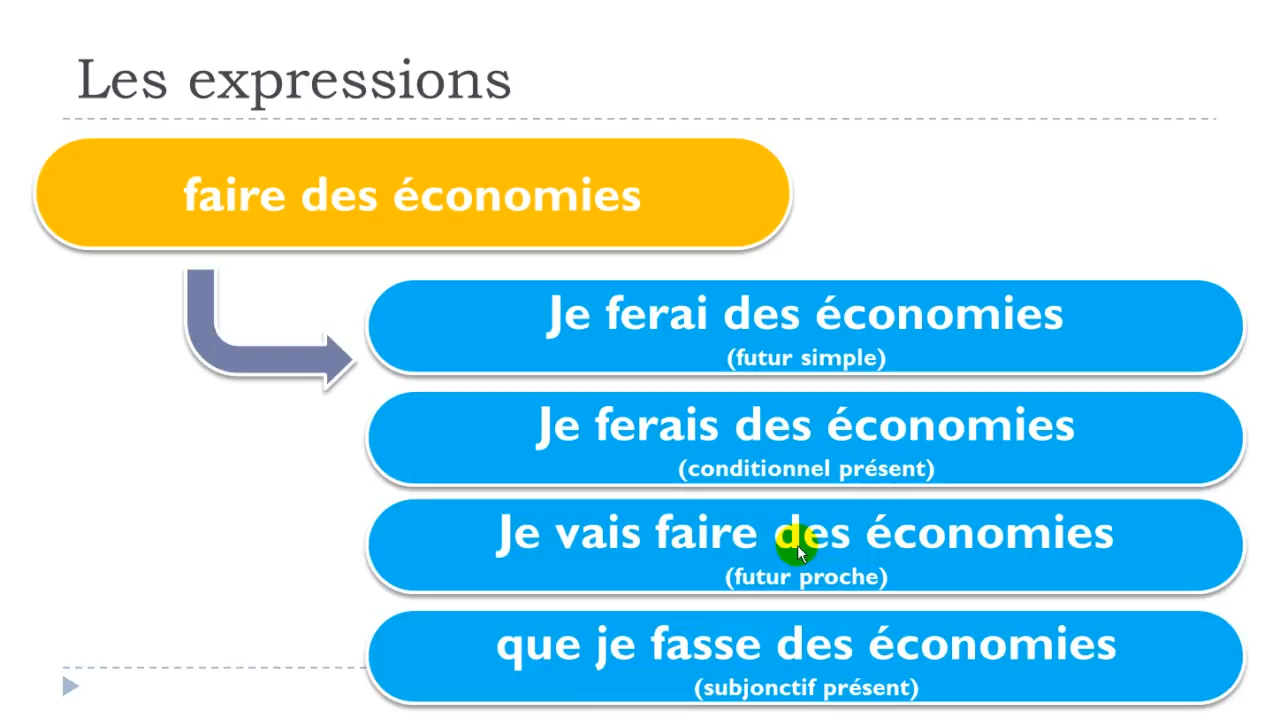 Les expressions
faire des économies
Je ferai des économies
(futur simple)
Je ferais des économies
(conditionnel présent)
Je vais faire des économies
(futur proche)
que je fasse des économies
(subjonctif présent)